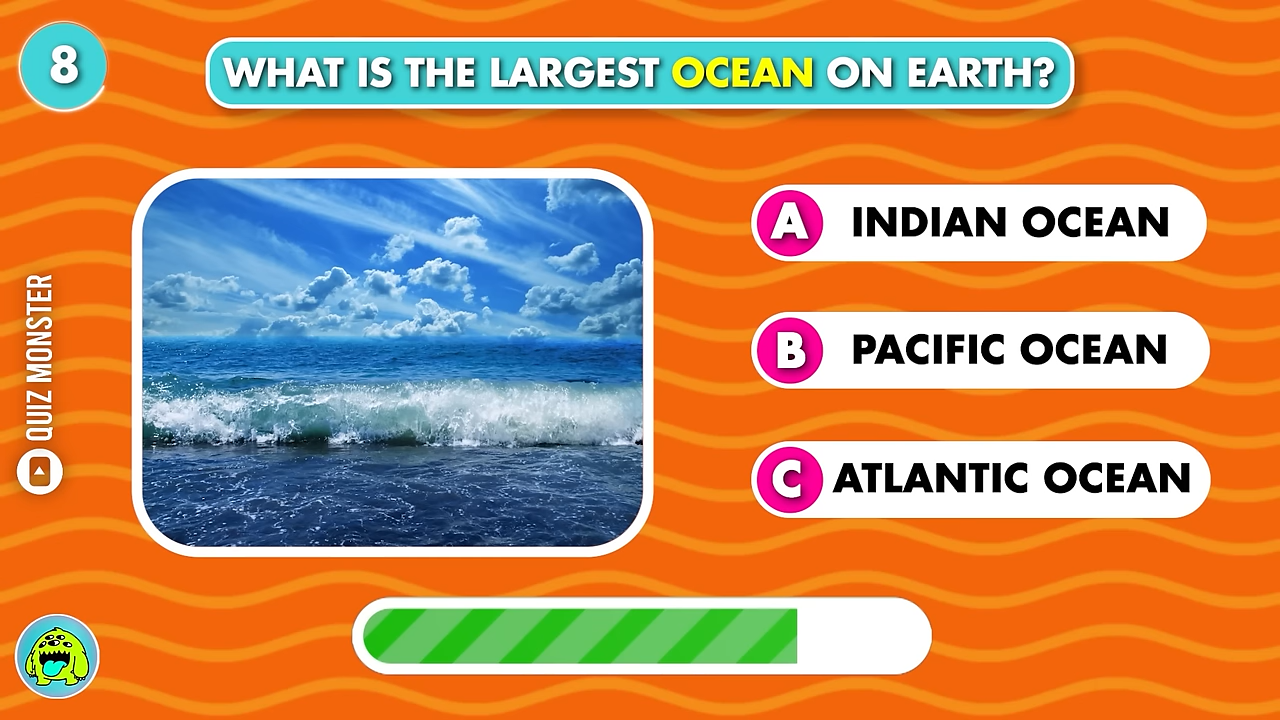 8
WHAT IS THE LARGEST OCEAN ON EARTH?
A INDIAN OCEAN
B PACIFIC OCEAN
C ATLANTIC OCEAN
QUIZ MONSTER